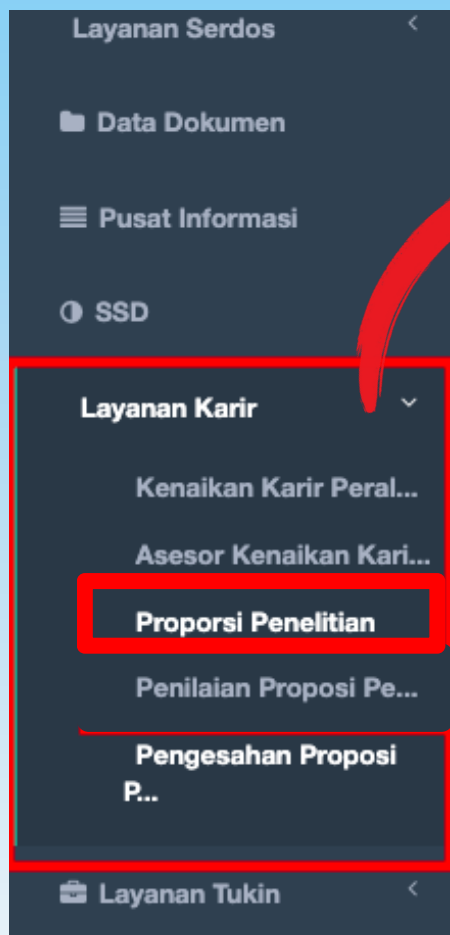 Layanan Serdos
Data Dokumen
Pusat Informasi
SSD
Layanan Karir
Kenaikan Karir Peral...
Asesor Kenaikan Kari...
Proporsi Penelitian
Penilaian Proposi Pe...
Pengesahan Proposi
P...
Layanan Tukin